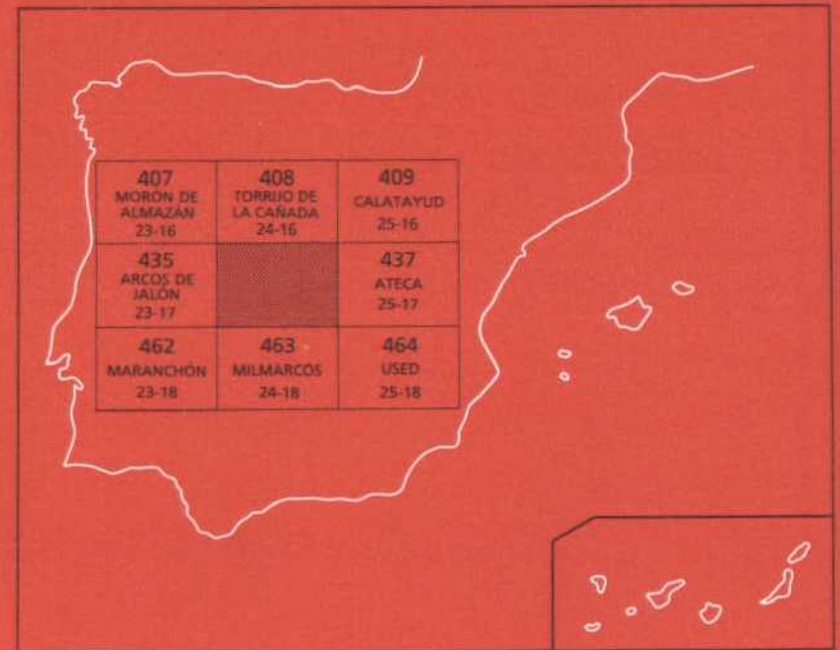 407
MORÓN DE
ALMAZÁN
23-16
408
TORRIJO DE
LA CAÑADA
24-16
409
CALATAYUD
25-16
435
ARCOS DE
JALÓN
23-17
437
ATECA
25-17
462
MARANCHÓN
23-18
463
MILMARCOS
24-18
464
USED
25-18